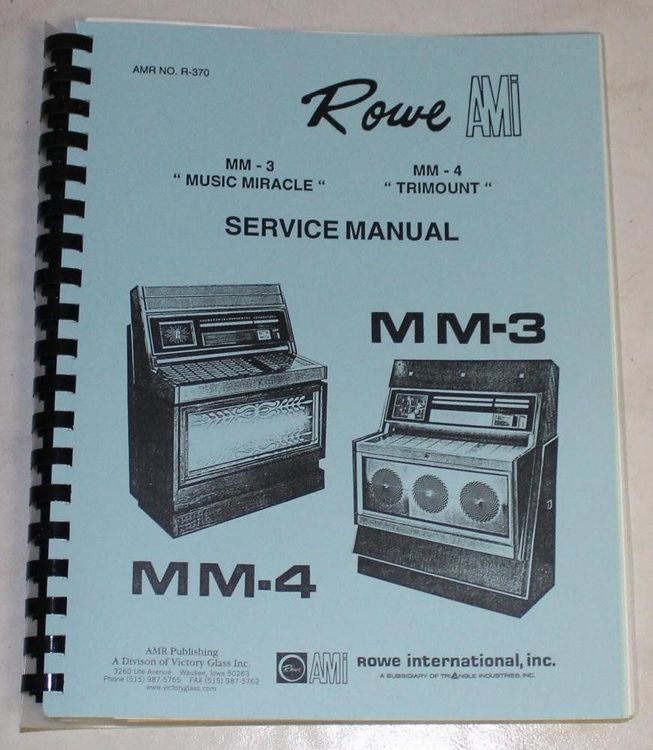 AMR NO. R-370
Rowe AMi
MM - 3
" MUSIC MIRACLE "
MM - 4
" TRIMOUNT "
SERVICE MANUAL
MM-3
MM-4
AMR Publishing
A Divison of Victory Glass Inc.
3260 Ute Avenue Waukee, Iowa 50263
Phone (515) 987-5765 FAX (515) 987-5762
www.victoryglass.com
Rowe AMi Rowe international, inc.
A SUBSIDIARY OF TRIANGLE INDUSTRIES, INC.